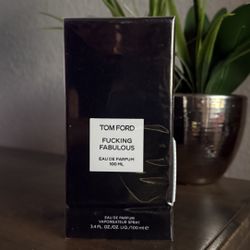 TOM FORD
FUCKING
FABULOUS
EAU DE PARFUM
100 ML
EAU DE PARFUM
VAPORISATEUR SPRAY
3.4 FL.OZ./OZ. LIQ./100 ml ℮